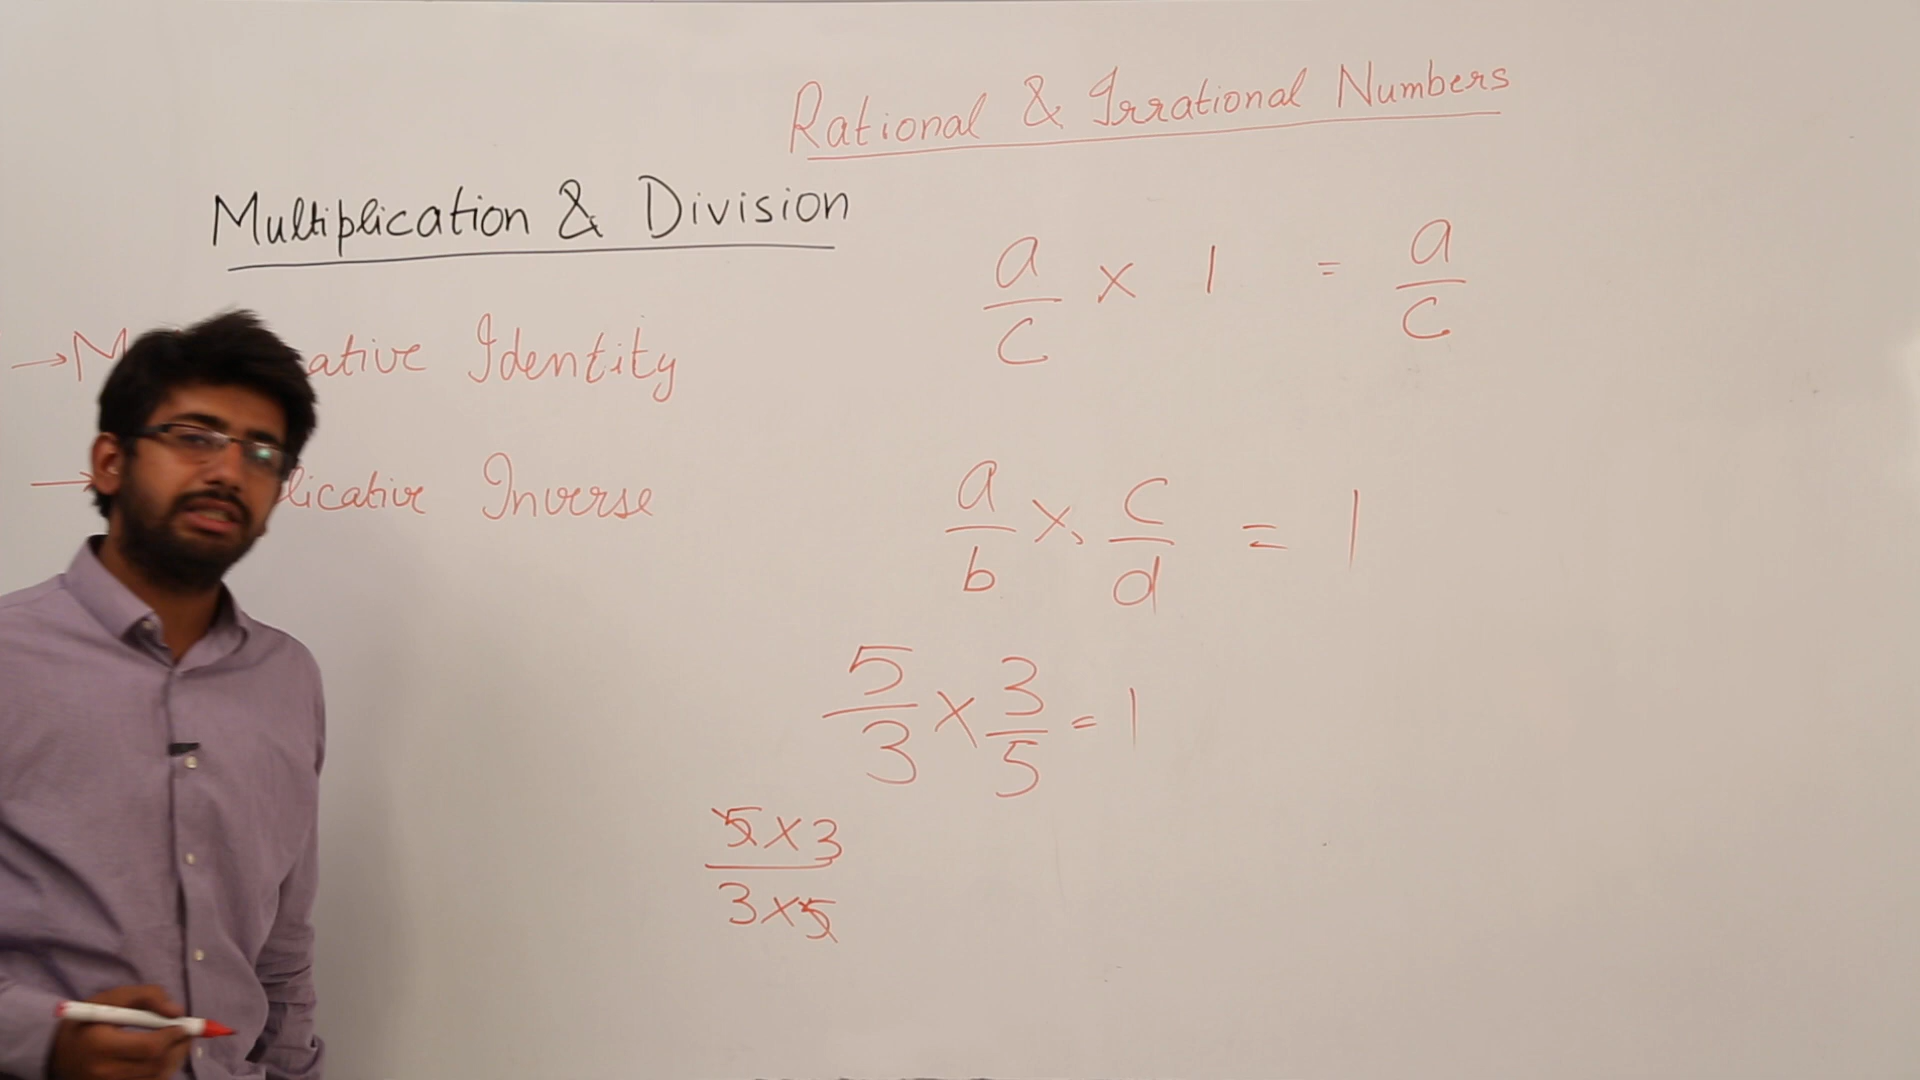 Rational & Irrational Numbers
Multiplication & Division
→ ative Identity
→ licative Inverse
a/c × 1 = a/c
a/b × c/d = 1
5/3 × 3/5 = 1
5×3
3×5